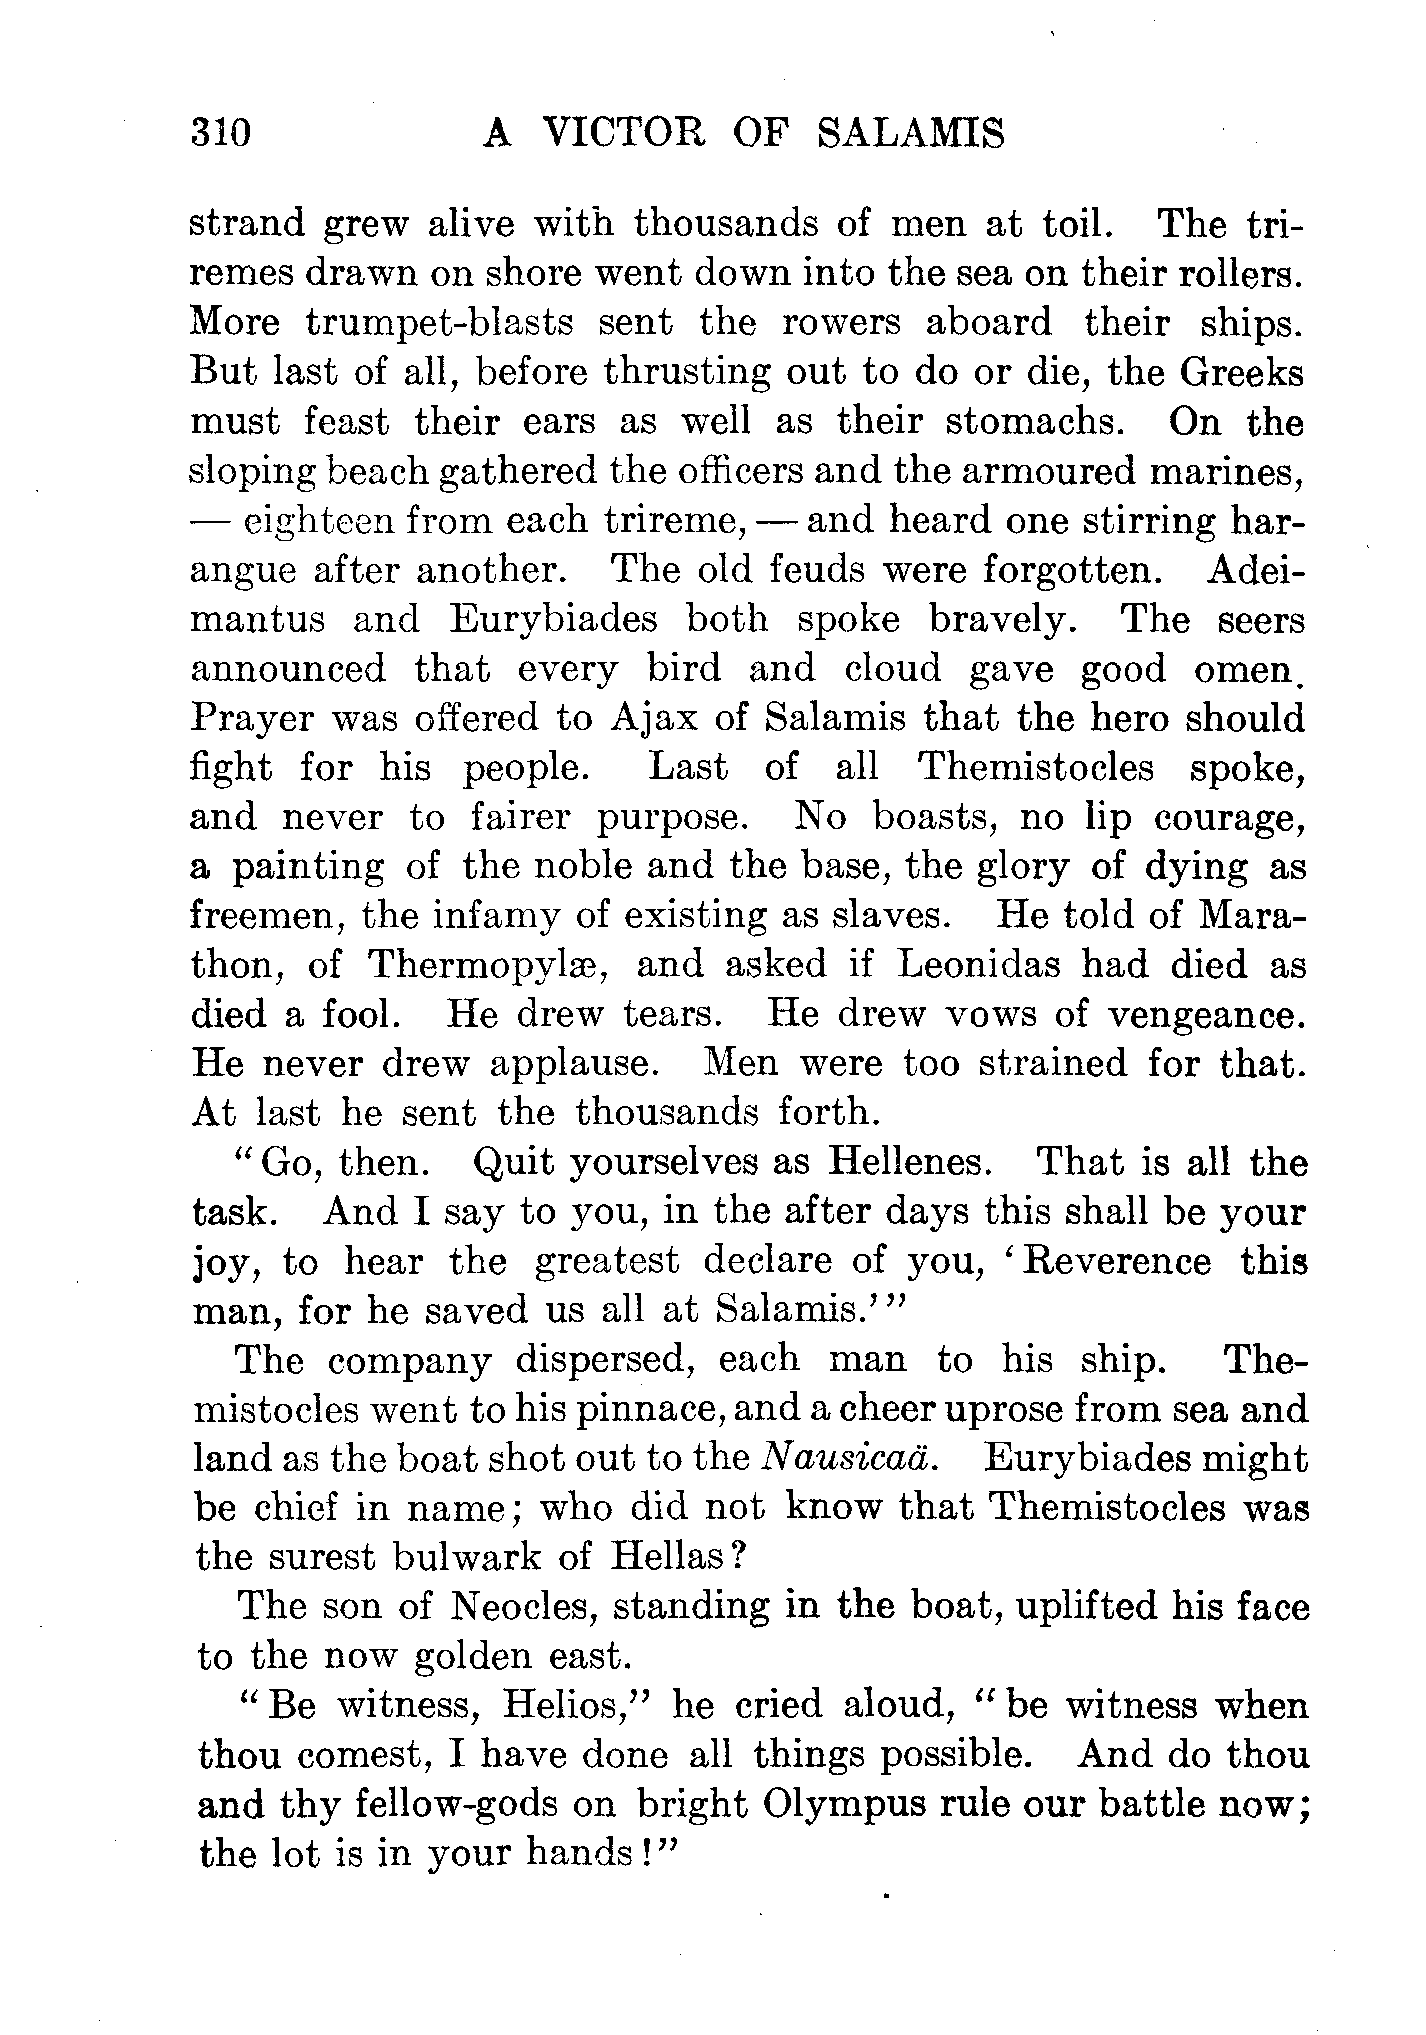 310 A VICTOR OF SALAMIS
strand grew alive with thousands of men at toil. The tri-
remes drawn on shore went down into the sea on their rollers.
More trumpet-blasts sent the rowers aboard their ships.
But last of all, before thrusting out to do or die, the Greeks
must feast their ears as well as their stomachs. On the
sloping beach gathered the officers and the armoured marines,
— eighteen from each trireme, — and heard one stirring har-
angue after another. The old feuds were forgotten. Adei-
mantus and Eurybiades both spoke bravely. The seers
announced that every bird and cloud gave good omen.
Prayer was offered to Ajax of Salamis that the hero should
fight for his people. Last of all Themistocles spoke,
and never to fairer purpose. No boasts, no lip courage,
a painting of the noble and the base, the glory of dying as
freemen, the infamy of existing as slaves. He told of Mara-
thon, of Thermopylæ, and asked if Leonidas had died as
died a fool. He drew tears. He drew vows of vengeance.
He never drew applause. Men were too strained for that.
At last he sent the thousands forth.
“Go, then. Quit yourselves as Hellenes. That is all the
task. And I say to you, in the after days this shall be your
joy, to hear the greatest declare of you, ‘Reverence this
man, for he saved us all at Salamis.’”
The company dispersed, each man to his ship. The-
mistocles went to his pinnace, and a cheer uprose from sea and
land as the boat shot out to the Nausicaä. Eurybiades might
be chief in name; who did not know that Themistocles was
the surest bulwark of Hellas?
The son of Neocles, standing in the boat, uplifted his face
to the now golden east.
“Be witness, Helios,” he cried aloud, “be witness when
thou comest, I have done all things possible. And do thou
and thy fellow-gods on bright Olympus rule our battle now;
the lot is in your hands!”